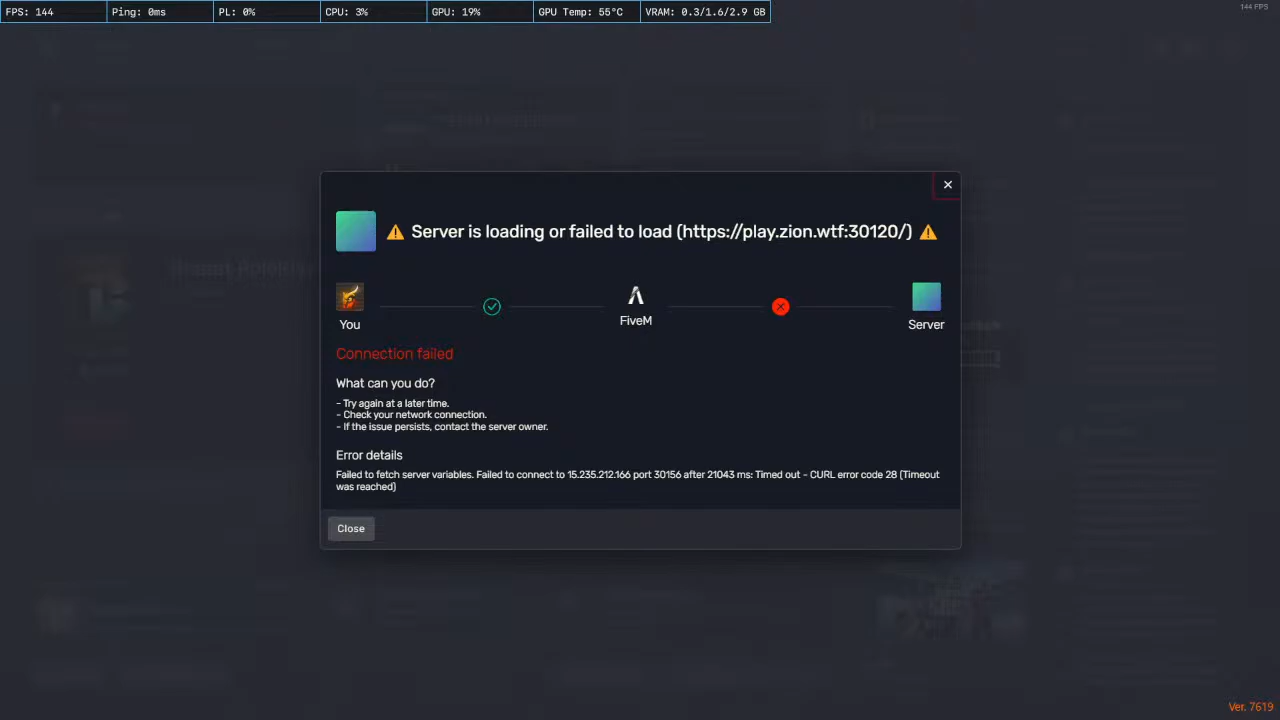 FPS: 144 Ping: 0ms PL: 0% CPU: 3% GPU: 19% GPU Temp: 55°C VRAM: 0.3/1.6/2.9 GB
144 FPS
⚠ Server is loading or failed to load (https://play.zion.wtf:30120/) ⚠
You FiveM Server
Connection failed
What can you do?
- Try again at a later time.
- Check your network connection.
- If the issue persists, contact the server owner.
Error details
Failed to fetch server variables. Failed to connect to 15.235.212.166 port 30156 after 21043 ms: Timed out - CURL error code 28 (Timeout
was reached)
Close
Ver. 7619